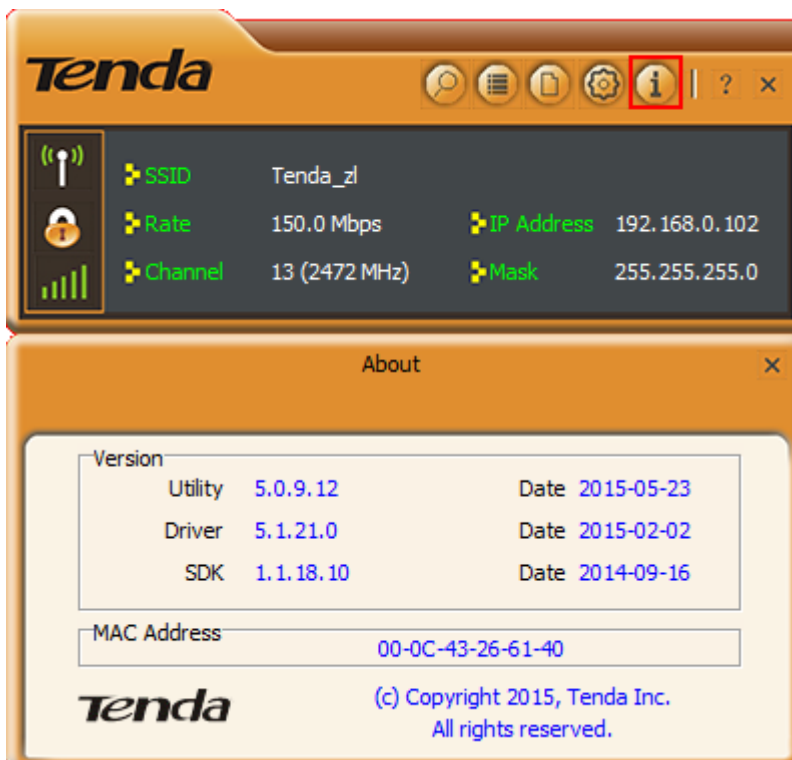 Tenda
i | ? ×
SSID Tenda_zl
Rate 150.0 Mbps IP Address 192.168.0.102
Channel 13 (2472 MHz) Mask 255.255.255.0
About ×
Version
Utility 5.0.9.12 Date 2015-05-23
Driver 5.1.21.0 Date 2015-02-02
SDK 1.1.18.10 Date 2014-09-16
MAC Address
00-0C-43-26-61-40
Tenda (c) Copyright 2015, Tenda Inc.
All rights reserved.